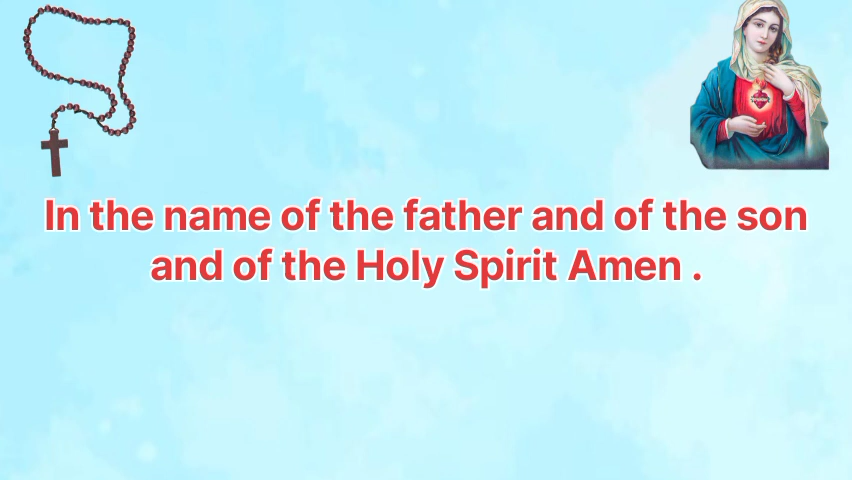 In the name of the father and of the son
and of the Holy Spirit Amen .